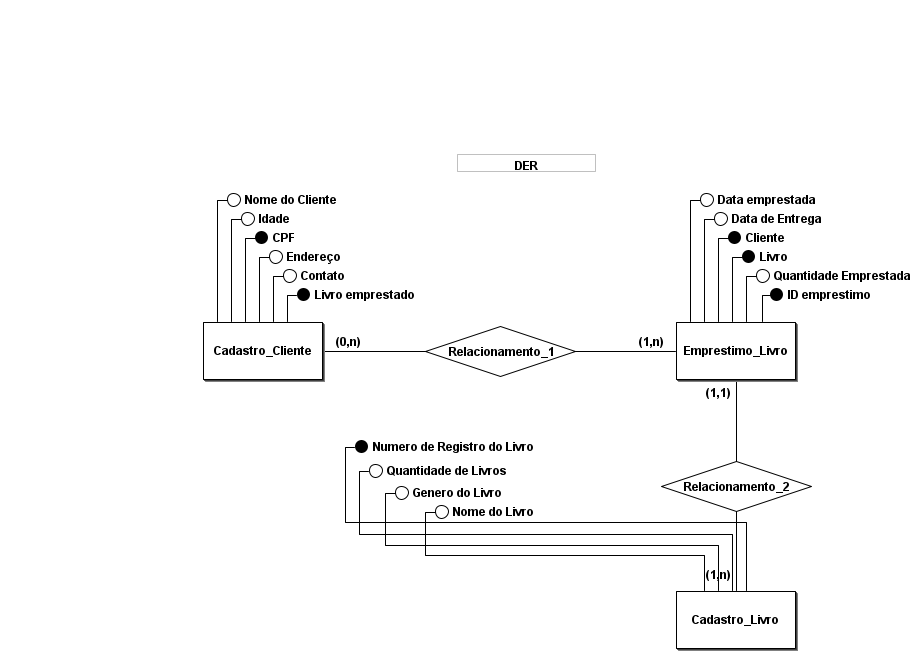 DER
Nome do Cliente
Idade
CPF
Endereço
Contato
Livro emprestado
Data emprestada
Data de Entrega
Cliente
Livro
Quantidade Emprestada
ID emprestimo
Cadastro_Cliente
(0,n)
Relacionamento_1
(1,n)
Emprestimo_Livro
(1,1)
Numero de Registro do Livro
Quantidade de Livros
Genero do Livro
Nome do Livro
Relacionamento_2
(1,n)
Cadastro_Livro